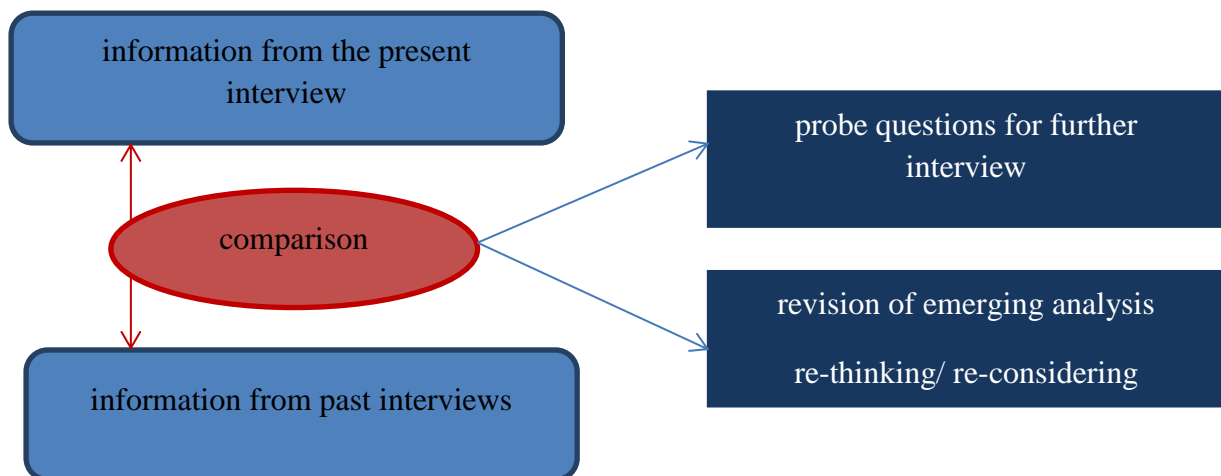 information from the present
interview
comparison
information from past interviews
probe questions for further
interview
revision of emerging analysis
re-thinking/ re-considering